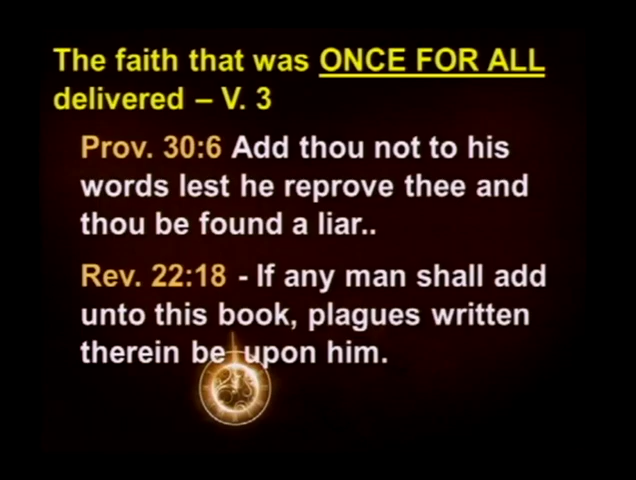 The faith that was ONCE FOR ALL
delivered – V. 3
Prov. 30:6 Add thou not to his
words lest he reprove thee and
thou be found a liar..
Rev. 22:18 - If any man shall add
unto this book, plagues written
therein be upon him.